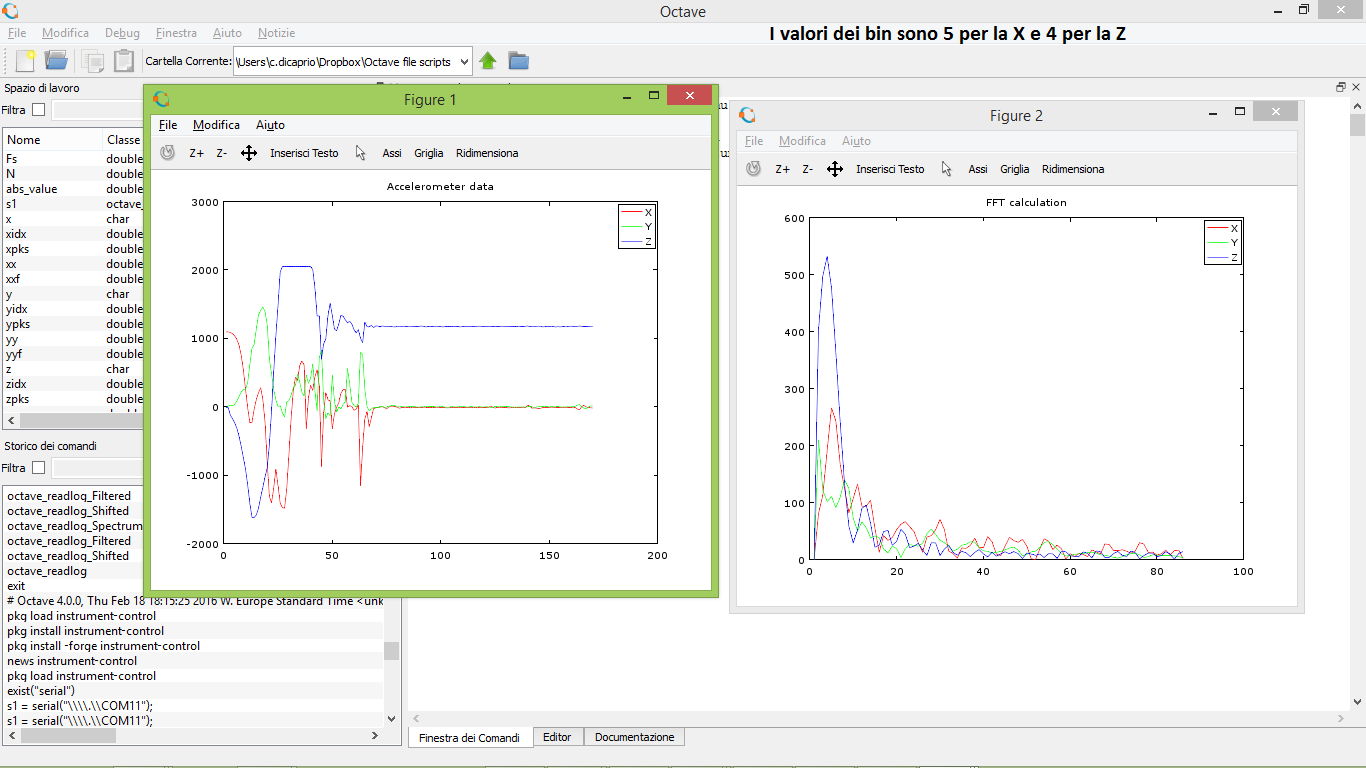 Octave
File Modifica Debug Finestra Aiuto Notizie
I valori dei bin sono 5 per la X e 4 per la Z
Cartella Corrente: \Users\c.dicaprio\Dropbox\Octave file scripts
Spazio di lavoro
Filtra
Nome Classe
Fs double
N double
abs_value double
s1 octave_
x char
xidx double
xpks double
xx double
xxf double
y char
yidx double
ypks double
yy double
yyf double
z char
zidx double
zpks double
Storico dei comandi
Filtra
octave_readlog_Filtered
octave_readlog_Shifted
octave_readlog_Spectrum
octave_readlog_Filtered
octave_readlog_Shifted
octave_readlog
exit
# Octave 4.0.0, Thu Feb 18 18:15:25 2016 W. Europe Standard Time <unk
pkg load instrument-control
pkg install instrument-control
pkg install -forge instrument-control
news instrument-control
pkg load instrument-control
exist("serial")
s1 = serial("\\\\.\\COM11");
s1 = serial("\\\\.\\COM11");
Figure 1
File Modifica Aiuto
Z+ Z- Inserisci Testo Assi Griglia Ridimensiona
Accelerometer data
3000
2000
1000
0
-1000
-2000
0 50 100 150 200
X
Y
Z
Figure 2
File Modifica Aiuto
Z+ Z- Inserisci Testo Assi Griglia Ridimensiona
FFT calculation
600
500
400
300
200
100
0
0 20 40 60 80 100
X
Y
Z
Finestra dei Comandi Editor Documentazione